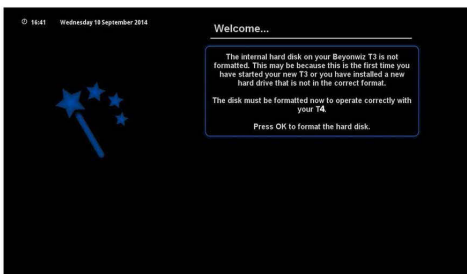 16:41 Wednesday 10 September 2014
Welcome...
The internal hard disk on your Beyonwiz T3 is not
formatted. This may be because this is the first time you
have started your new T3 or you have installed a new
hard drive that is not in the correct format.
The disk must be formatted now to operate correctly with
your T4.
Press OK to format the hard disk.